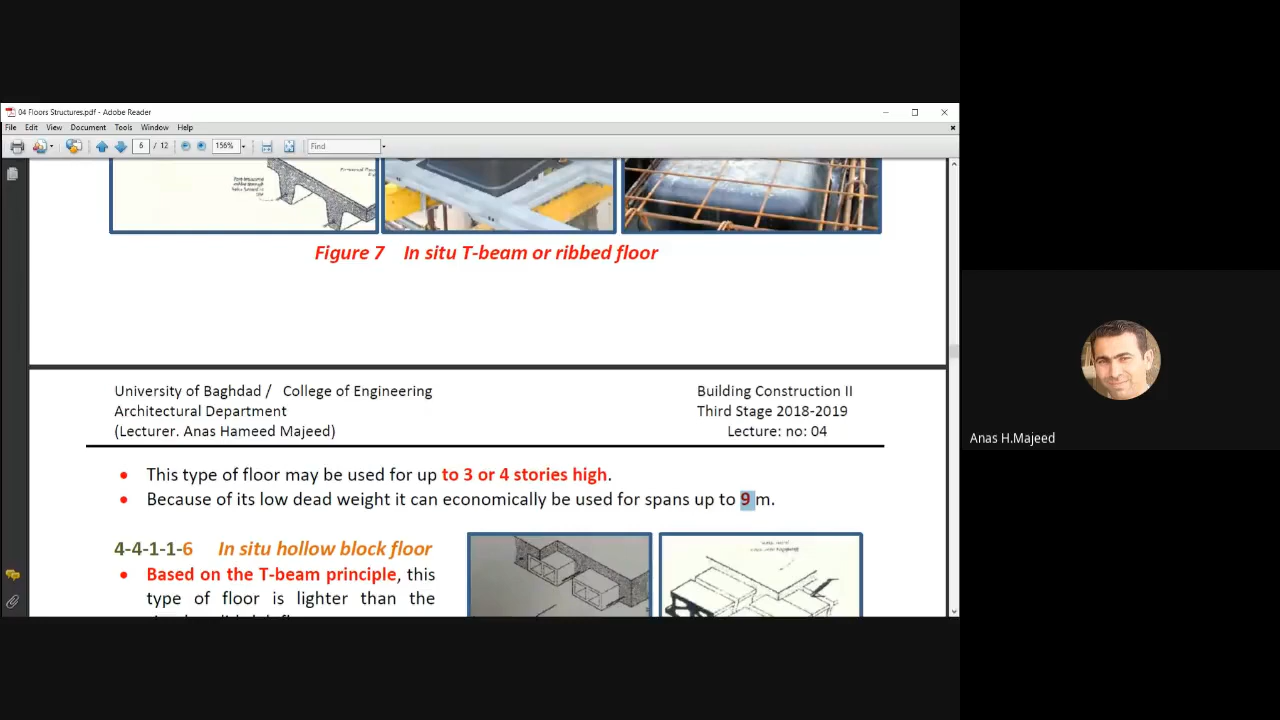 04 Floors Structures.pdf - Adobe Reader
File Edit View Document Tools Window Help
6 / 12 156% Find
Figure 7 In situ T-beam or ribbed floor
University of Baghdad / College of Engineering
Architectural Department
(Lecturer. Anas Hameed Majeed)
Building Construction II
Third Stage 2018-2019
Lecture: no: 04
• This type of floor may be used for up to 3 or 4 stories high.
• Because of its low dead weight it can economically be used for spans up to 9 m.
4-4-1-1-6 In situ hollow block floor
• Based on the T-beam principle, this
type of floor is lighter than the
Anas H.Majeed